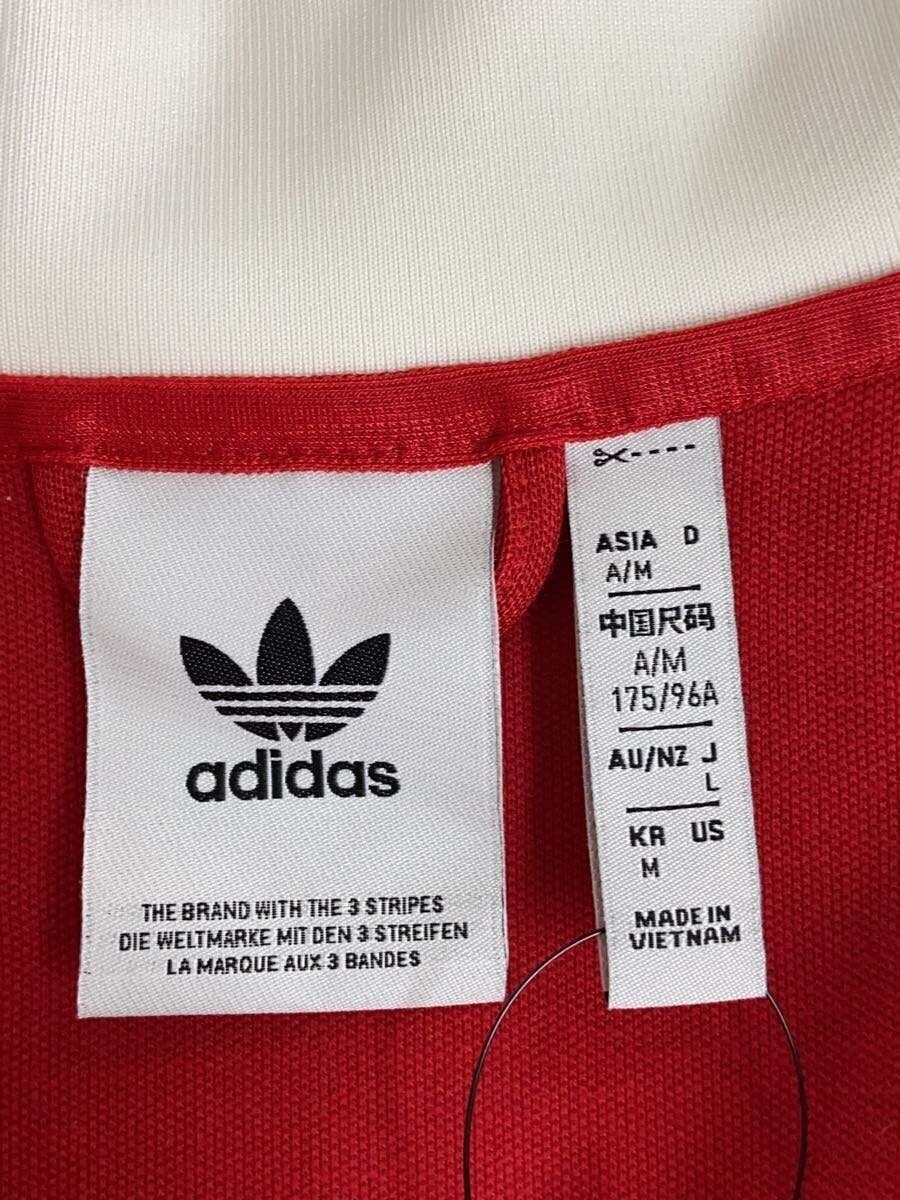 adidas
THE BRAND WITH THE 3 STRIPES
DIE WELTMARKE MIT DEN 3 STREIFEN
LA MARQUE AUX 3 BANDES
ASIA D
A/M
中国尺码
A/M
175/96A
AU/NZ J
L
KR US
M
MADE IN
VIETNAM